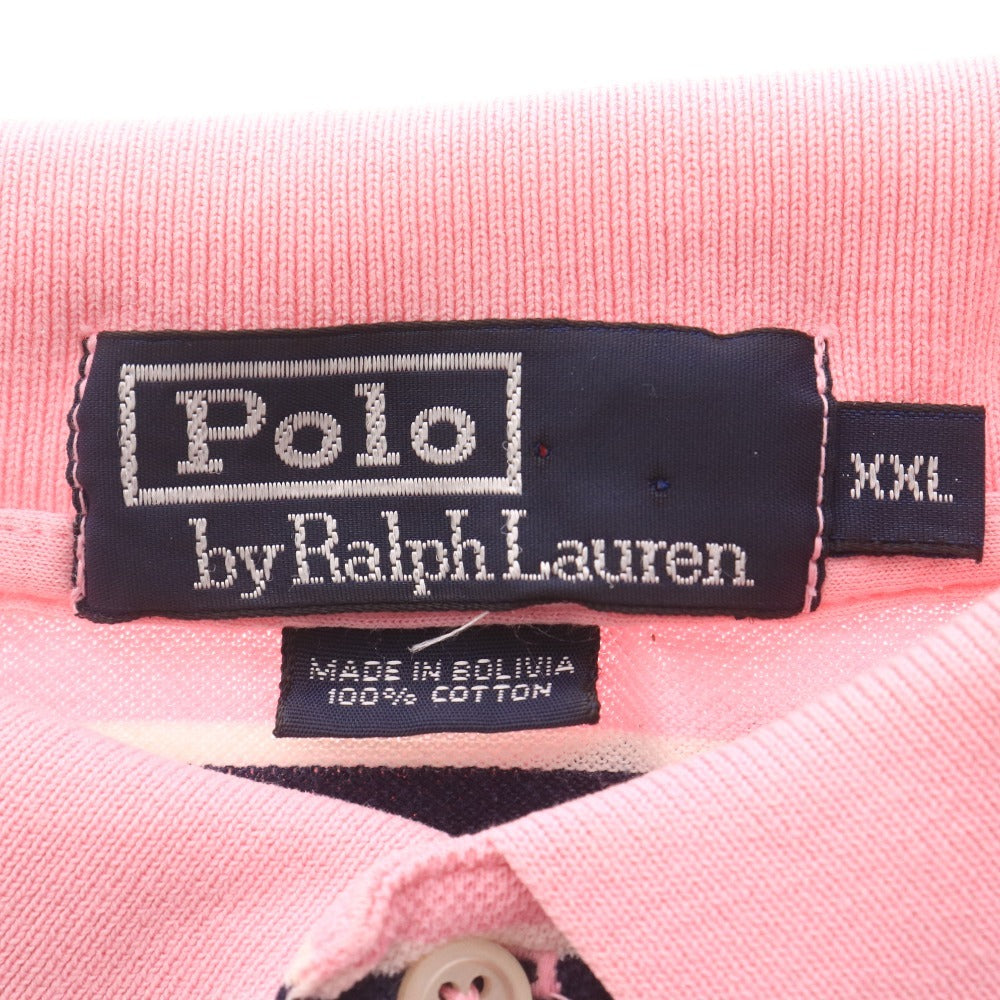 Polo
by Ralph Lauren
XXL
MADE IN BOLIVIA
100% COTTON